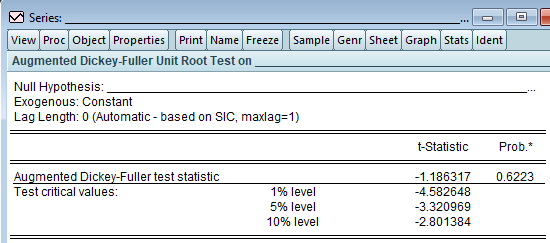 Series: ...
View Proc Object Properties Print Name Freeze Sample Genr Sheet Graph Stats Ident
Augmented Dickey-Fuller Unit Root Test on
Null Hypothesis: ...
Exogenous: Constant
Lag Length: 0 (Automatic - based on SIC, maxlag=1)
t-Statistic Prob.*
Augmented Dickey-Fuller test statistic -1.186317 0.6223
Test critical values: 1% level -4.582648
5% level -3.320969
10% level -2.801384